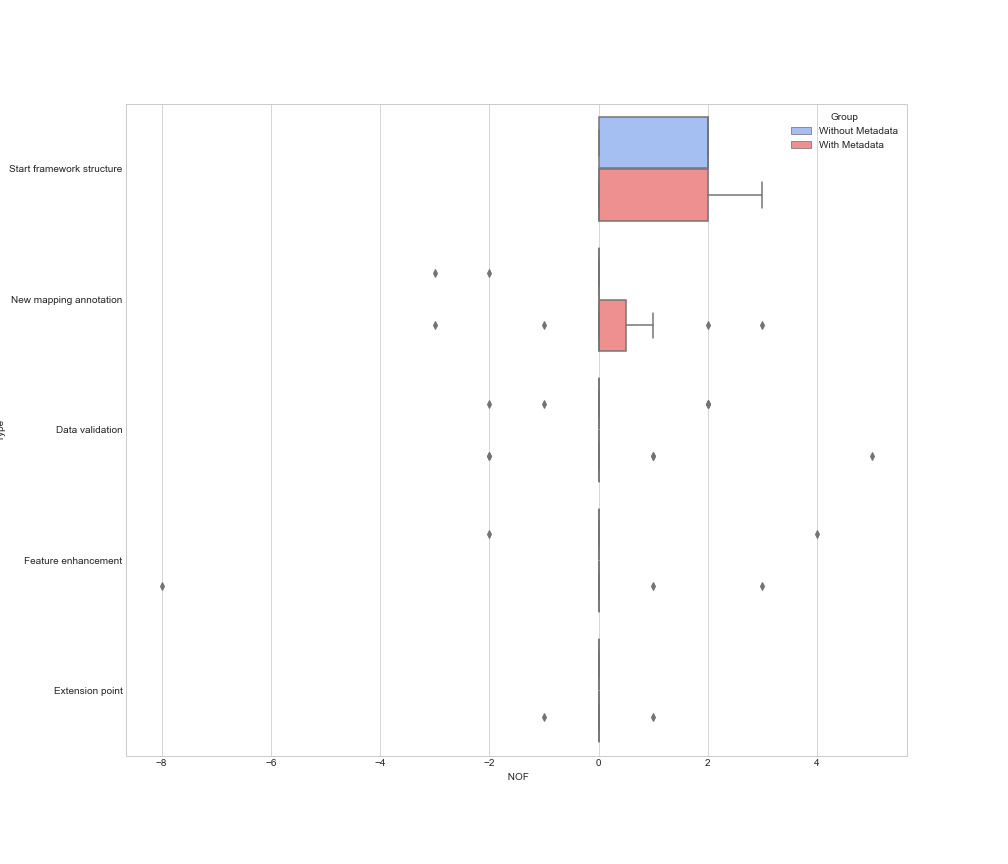 Group
Without Metadata
With Metadata
Start framework structure
New mapping annotation
Data validation
Feature enhancement
Extension point
−8 −6 −4 −2 0 2 4
NOF